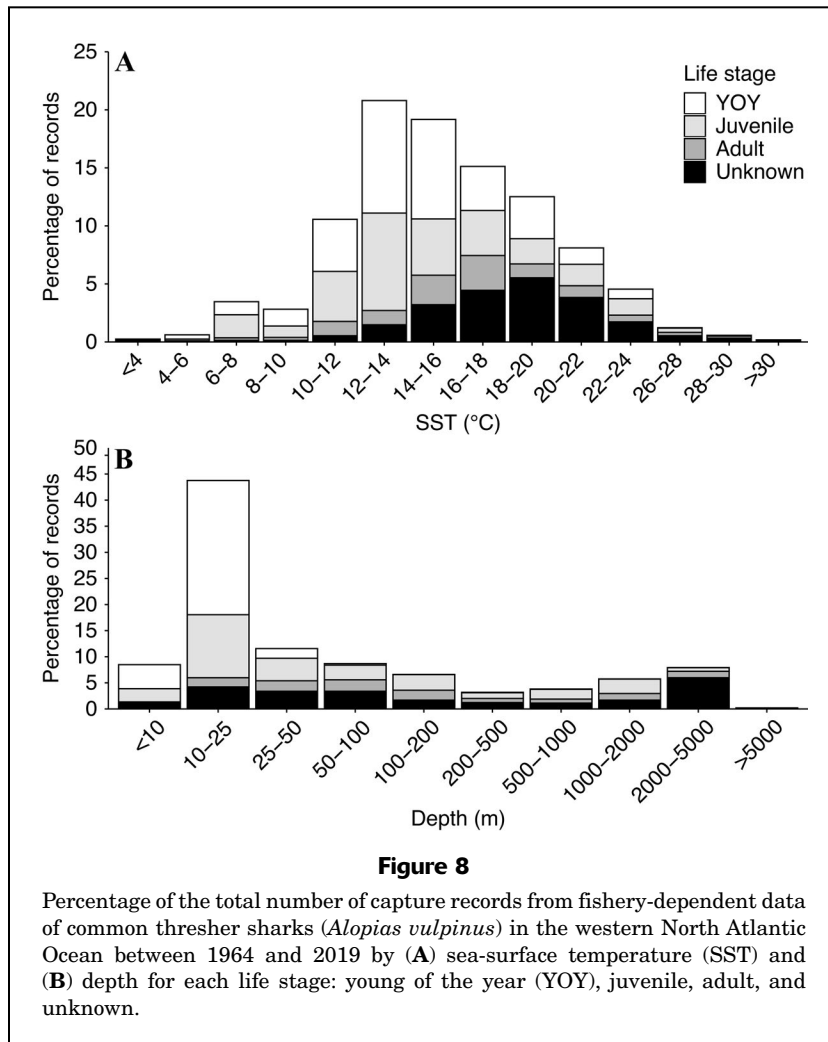 A
25
20
15
10
5
0
Percentage of records
Life stage
YOY
Juvenile
Adult
Unknown
<4
4–6
6–8
8–10
10–12
12–14
14–16
16–18
18–20
20–22
22–24
26–28
28–30
>30
SST (°C)
B
50
45
40
35
30
25
20
15
10
5
0
Percentage of records
<10
10–25
25–50
50–100
100–200
200–500
500–1000
1000–2000
2000–5000
>5000
Depth (m)
Figure 8
Percentage of the total number of capture records from fishery-dependent data
of common thresher sharks (Alopias vulpinus) in the western North Atlantic
Ocean between 1964 and 2019 by (A) sea-surface temperature (SST) and
(B) depth for each life stage: young of the year (YOY), juvenile, adult, and
unknown.